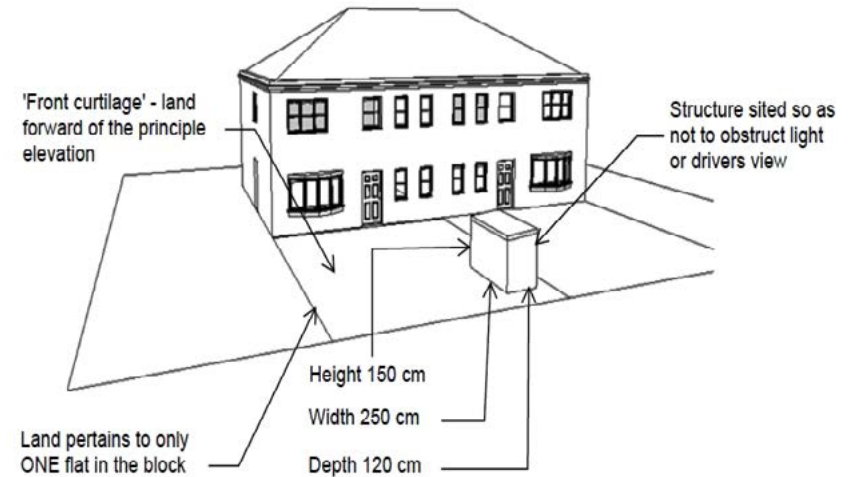 'Front curtilage' - land
forward of the principle
elevation
Structure sited so as
not to obstruct light
or drivers view
Height 150 cm
Width 250 cm
Depth 120 cm
Land pertains to only
ONE flat in the block